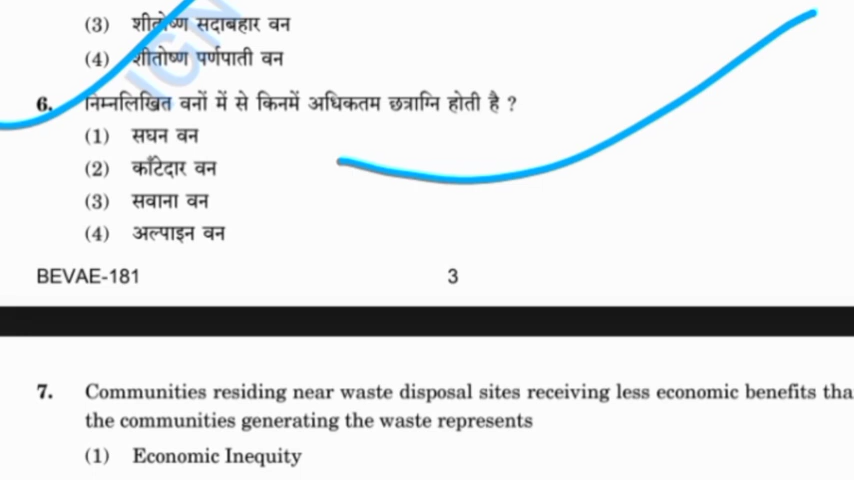 (3) शीतोष्ण सदाबहार वन
(4) शीतोष्ण पर्णपाती वन
IGN
6. निम्नलिखित वनों में से किनमें अधिकतम छत्राग्नि होती है ?
(1) सघन वन
(2) काँटेदार वन
(3) सवाना वन
(4) अल्पाइन वन
BEVAE-181 3
7. Communities residing near waste disposal sites receiving less economic benefits tha
the communities generating the waste represents
(1) Economic Inequity